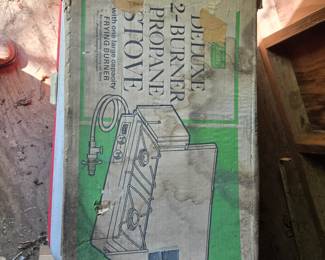 DELUXE
2-BURNER
PROPANE
STOVE
with one large capacity
FRYING BURNER